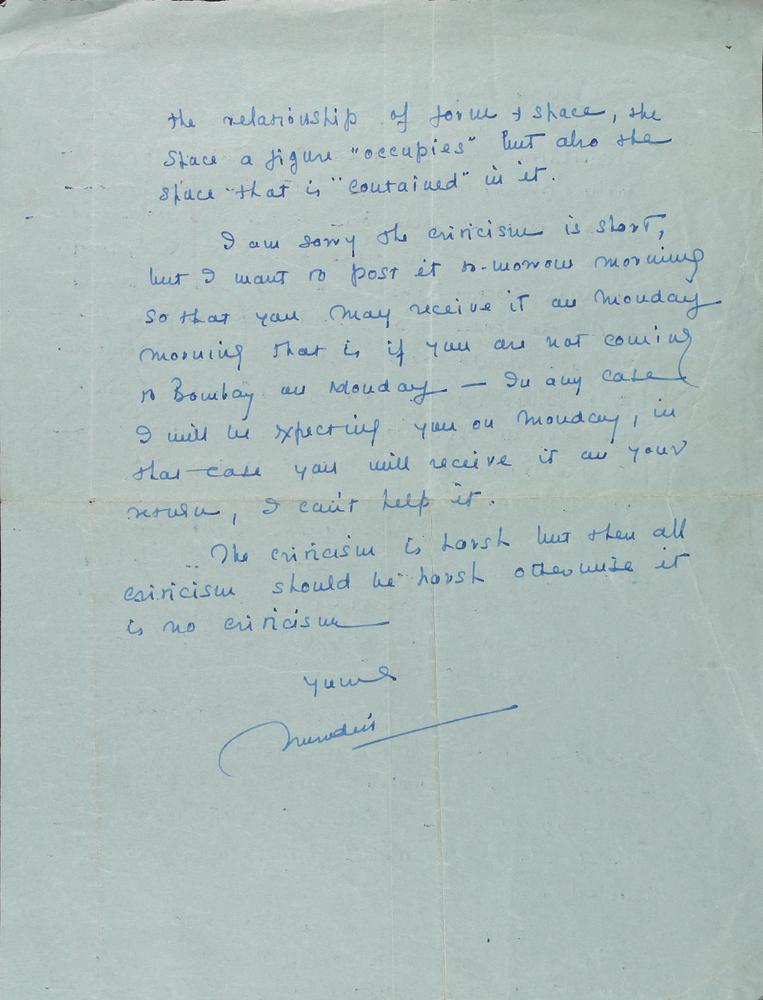 the relationship of form & space, the
Space a figure "occupies" but also the
space that is "contained" in it.
I am sorry the criticism is short,
but I want to post it to-morrow morning
so that you may receive it on Monday
morning that is if you are not coming
to Bombay on Monday — In any case
I will be expecting you on Monday, in
that case you will receive it on your
return, I can't help it.
The criticism is harsh but then all
criticism should be harsh otherwise it
is no criticism
Yours